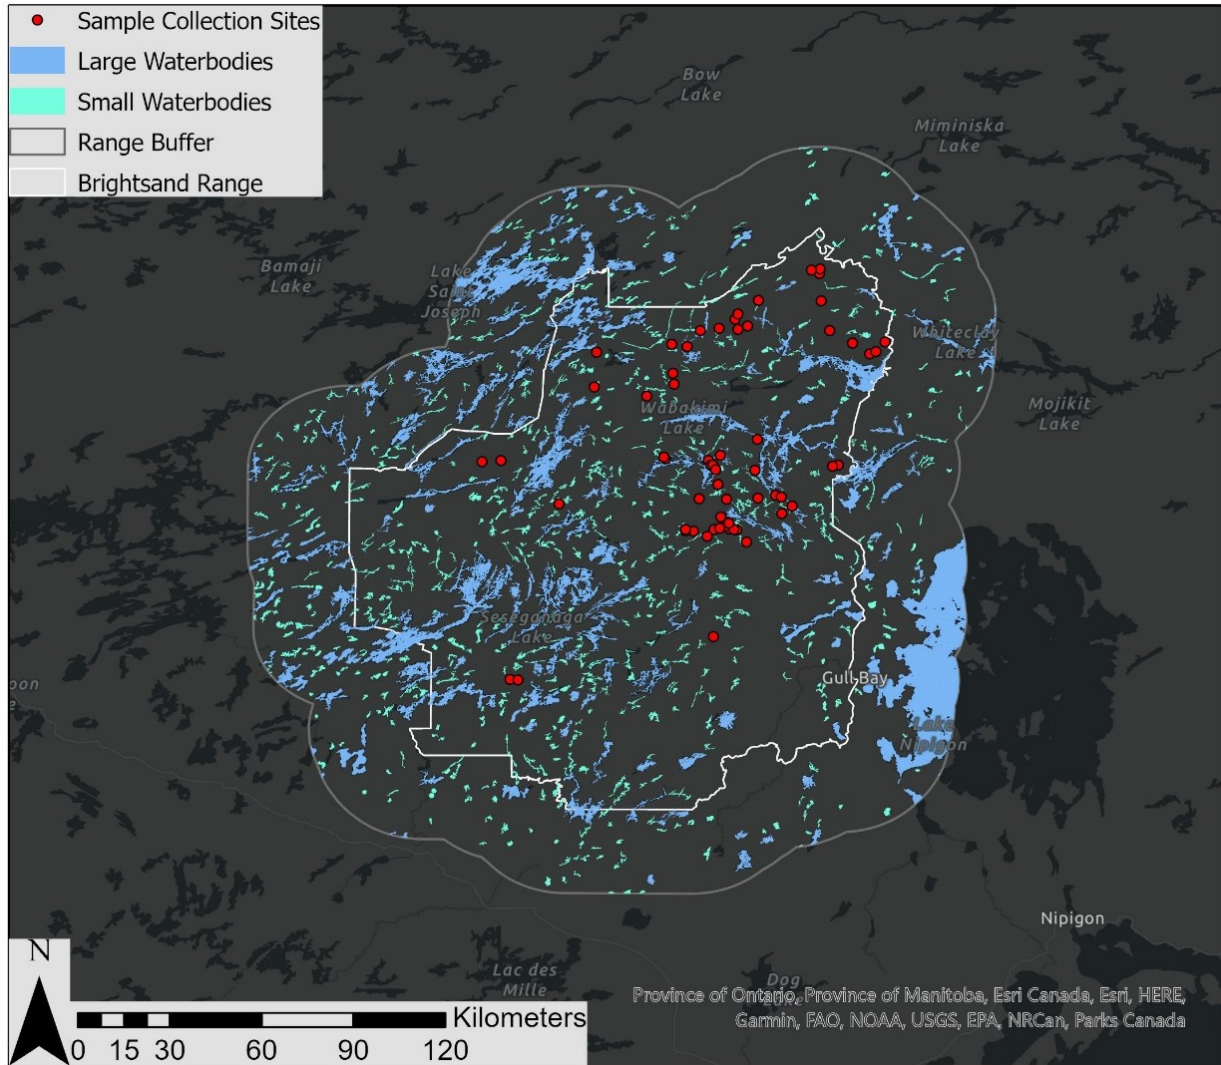 Sample Collection Sites
Large Waterbodies
Small Waterbodies
Range Buffer
Brightsand Range
Bow
Lake
Miminiska
Lake
Bamaji
Lake
Lake
Saint
Joseph
Whiteclay
Lake
Mojikit
Lake
Wabakimi
Lake
Seseganaga
Lake
oon
e
Gull Bay
Lake
Nipigon
Nipigon
Lac des
Mille
Dog
Lake
N
Kilometers
0 15 30 60 90 120
Province of Ontario, Province of Manitoba, Esri Canada, Esri, HERE,
Garmin, FAO, NOAA, USGS, EPA, NRCan, Parks Canada